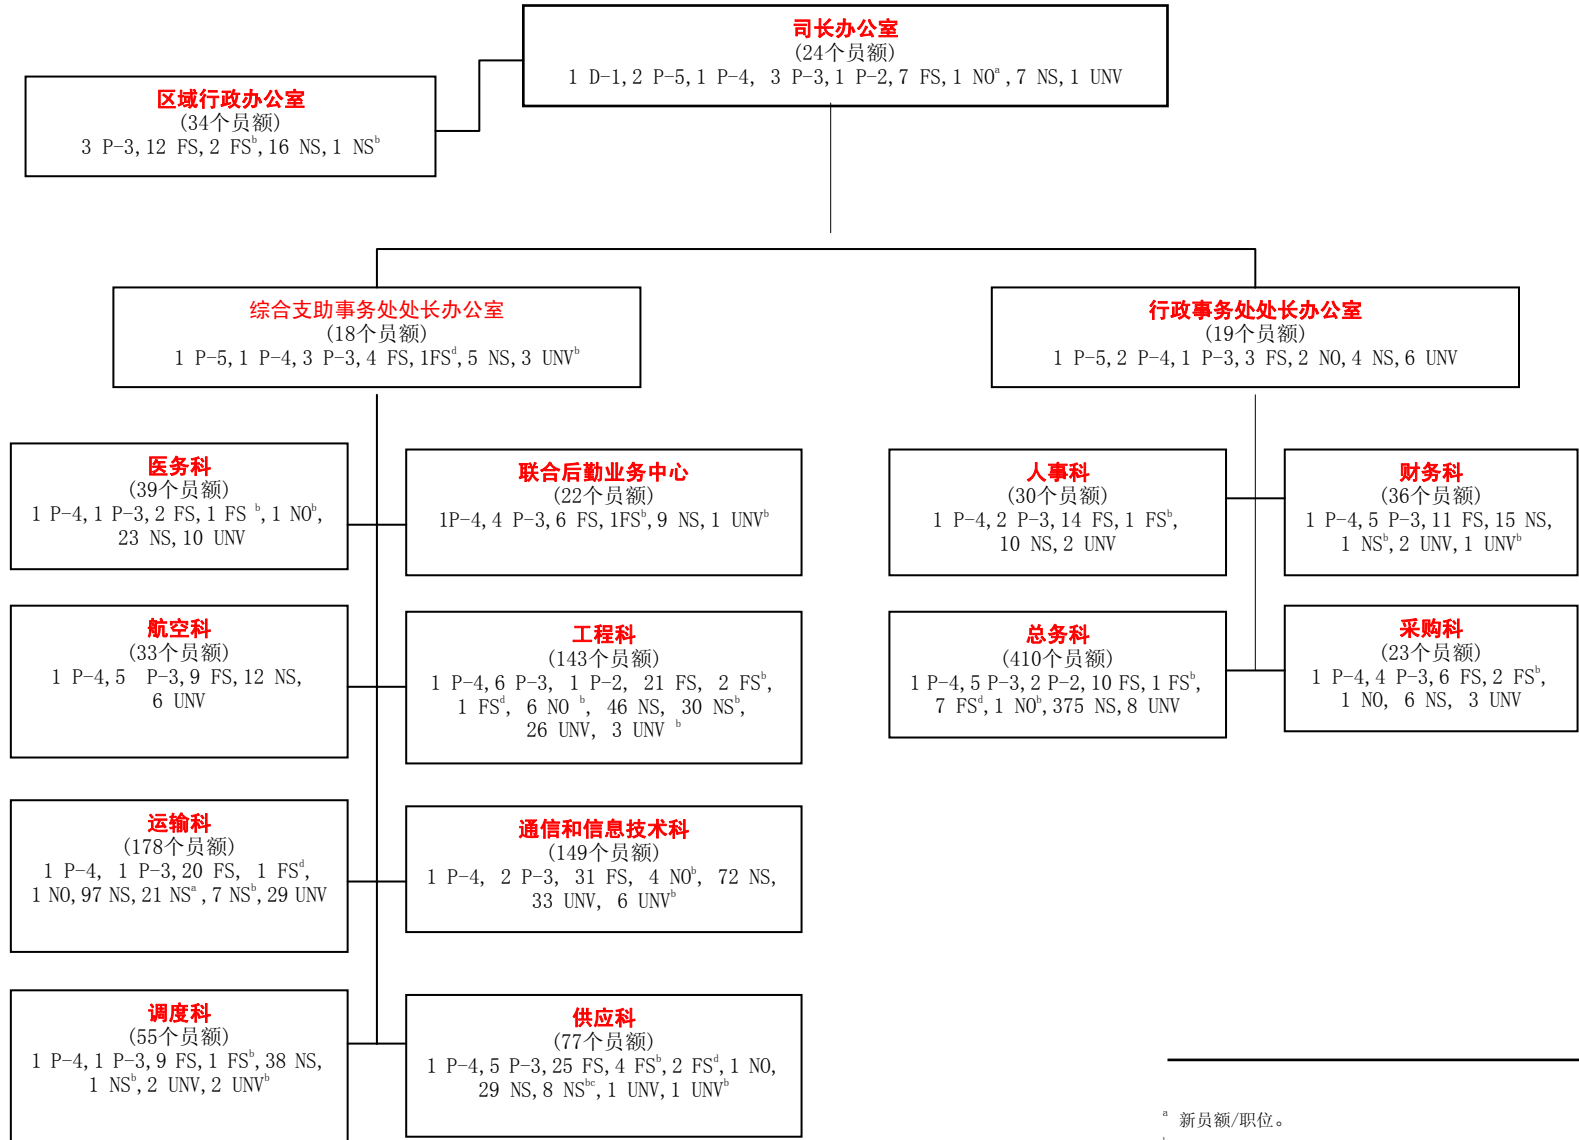 司长办公室
(24个员额)
1 D-1,2 P-5,1 P-4, 3 P-3,1 P-2,7 FS,1 NOᵃ,7 NS,1 UNV
区域行政办公室
(34个员额)
3 P-3,12 FS,2 FSᵇ,16 NS,1 NSᵇ
综合支助事务处处长办公室
(18个员额)
1 P-5,1 P-4,3 P-3,4 FS,1FSᵈ,5 NS,3 UNVᵇ
行政事务处处长办公室
(19个员额)
1 P-5,2 P-4,1 P-3,3 FS,2 NO,4 NS,6 UNV
医务科
(39个员额)
1 P-4,1 P-3,2 FS,1 FS ᵇ,1 NOᵇ,
23 NS,10 UNV
联合后勤业务中心
(22个员额)
1P-4,4 P-3,6 FS,1FSᵇ,9 NS,1 UNVᵇ
人事科
(30个员额)
1 P-4,2 P-3,14 FS,1 FSᵇ,
10 NS,2 UNV
财务科
(36个员额)
1 P-4,5 P-3,11 FS,15 NS,
1 NSᵇ,2 UNV,1 UNVᵇ
航空科
(33个员额)
1 P-4,5 P-3,9 FS,12 NS,
6 UNV
工程科
(143个员额)
1 P-4,6 P-3, 1 P-2, 21 FS, 2 FSᵇ,
1 FSᵈ, 6 NO ᵇ, 46 NS, 30 NSᵇ,
26 UNV, 3 UNV ᵇ
总务科
(410个员额)
1 P-4,5 P-3,2 P-2,10 FS,1 FSᵇ,
7 FSᵈ,1 NOᵇ,375 NS,8 UNV
采购科
(23个员额)
1 P-4,4 P-3,6 FS,2 FSᵇ,
1 NO, 6 NS, 3 UNV
运输科
(178个员额)
1 P-4, 1 P-3,20 FS, 1 FSᵈ,
1 NO,97 NS,21 NSᵃ,7 NSᵇ,29 UNV
通信和信息技术科
(149个员额)
1 P-4, 2 P-3, 31 FS, 4 NOᵇ, 72 NS,
33 UNV, 6 UNVᵇ
调度科
(55个员额)
1 P-4,1 P-3,9 FS,1 FSᵇ,38 NS,
1 NSᵇ,2 UNV,2 UNVᵇ
供应科
(77个员额)
1 P-4,5 P-3,25 FS,4 FSᵇ,2 FSᵈ,1 NO,
29 NS,8 NSᵇᶜ,1 UNV,1 UNVᵇ
ᵃ 新员额/职位。